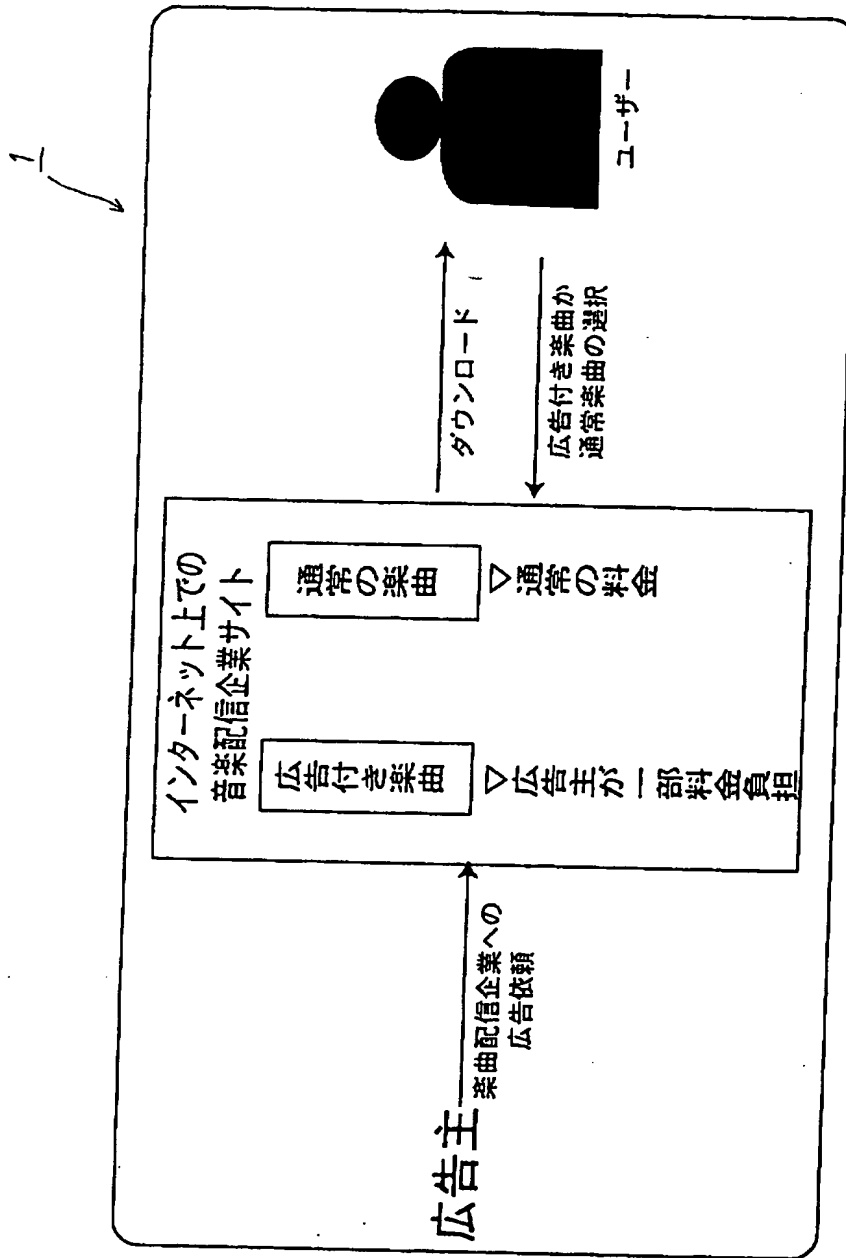 1
広告主
楽曲配信企業への
広告依頼
インターネット上での
音楽配信企業サイト
広告付き楽曲
▽広告主が一部料金負担
通常の楽曲
▽通常の料金
ダウンロード
広告付き楽曲か
通常楽曲の選択
ユーザー